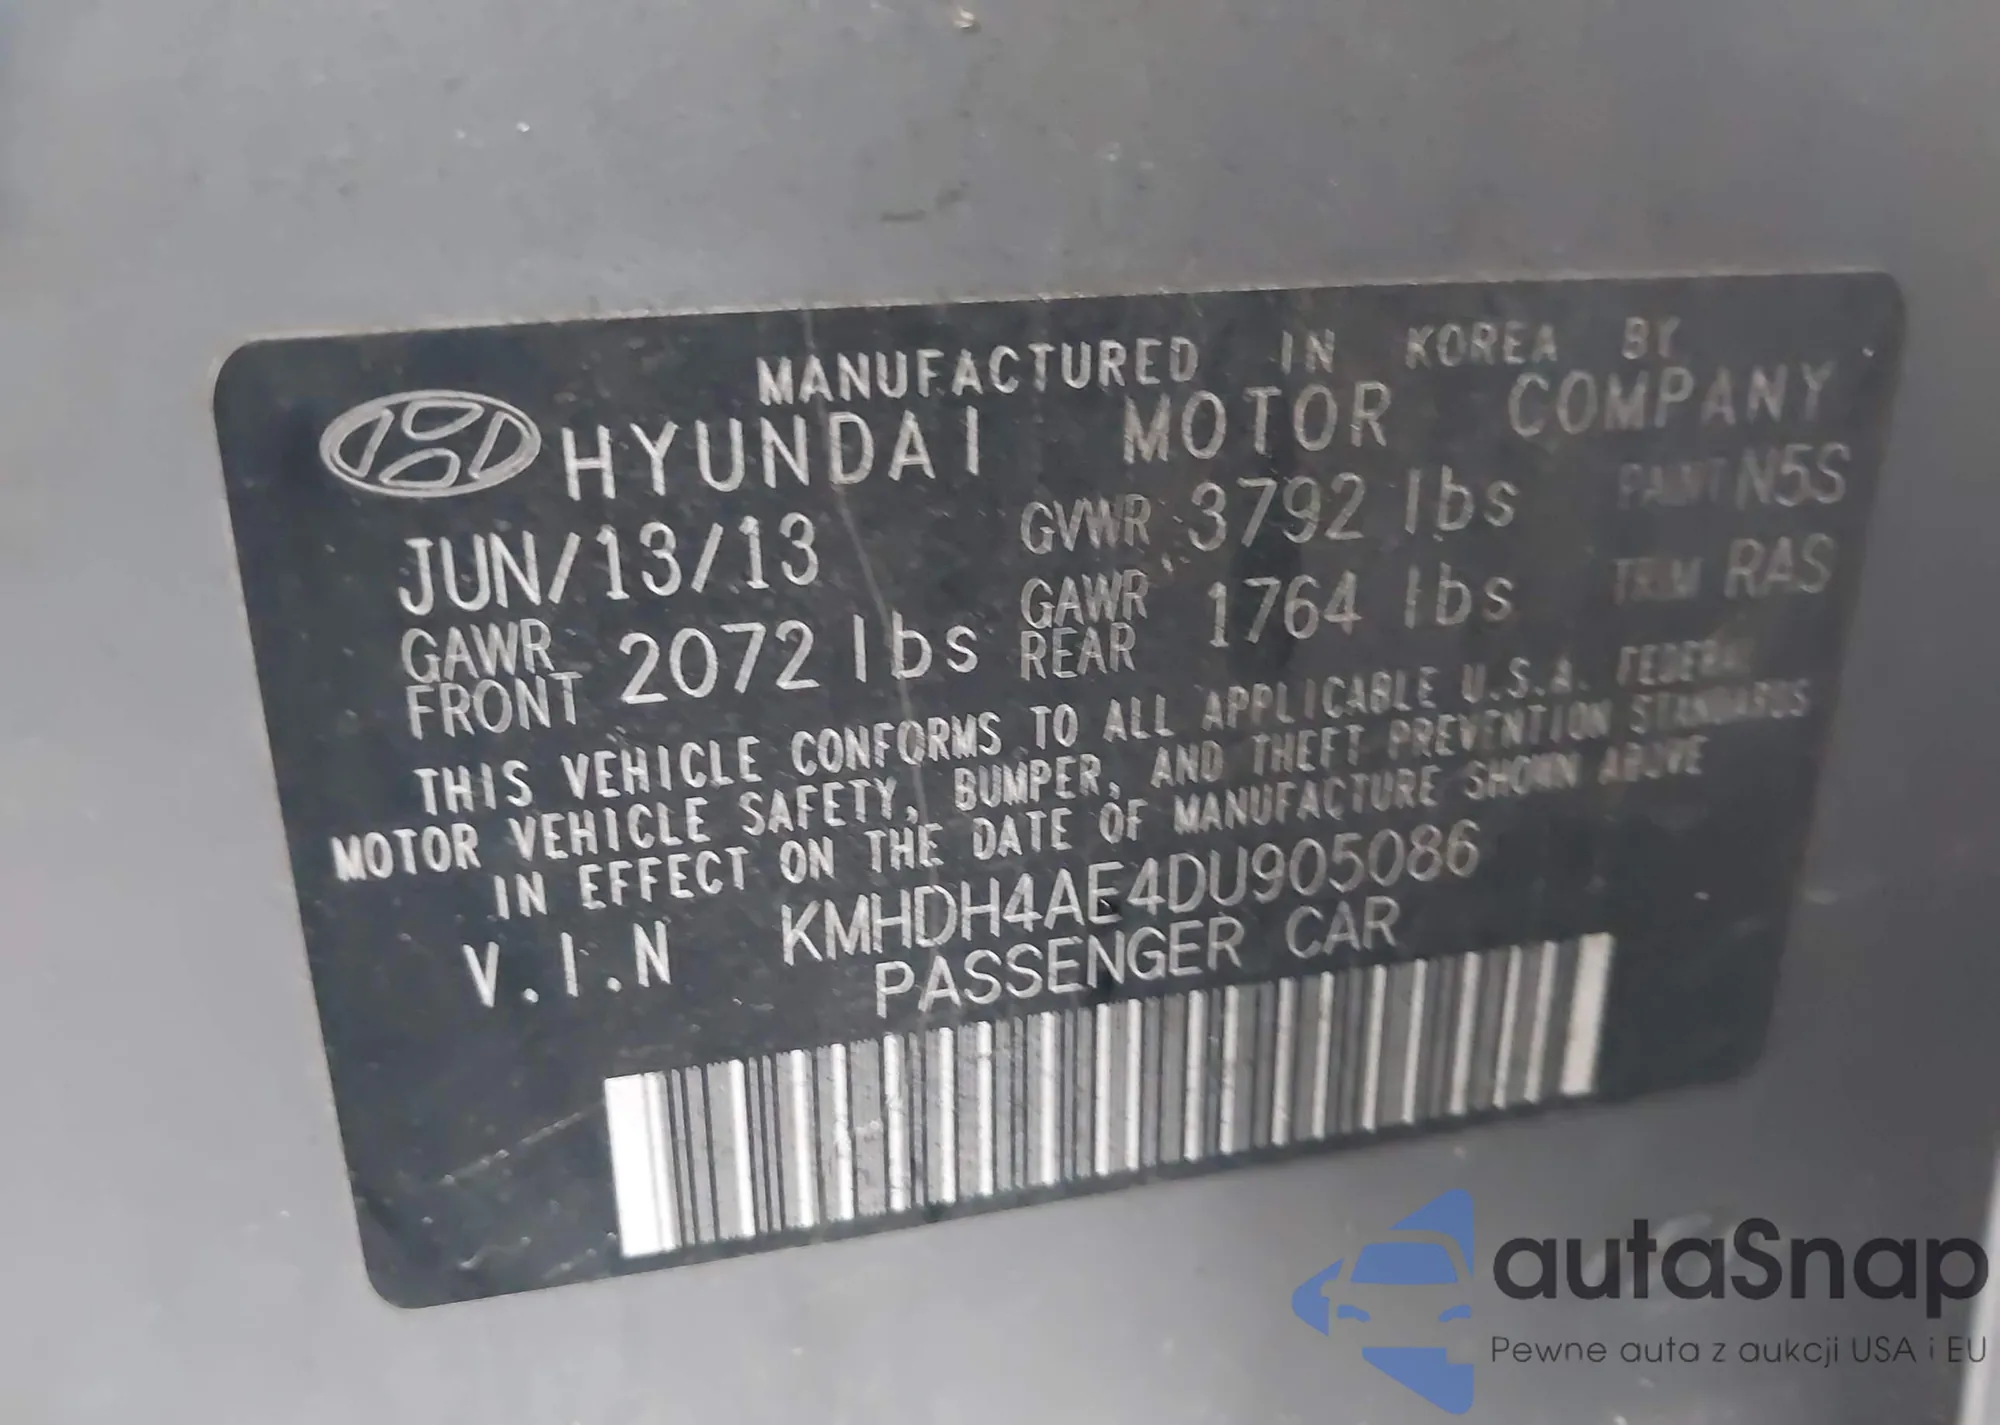 MANUFACTURED IN KOREA BY
HYUNDAI MOTOR COMPANY
JUN/13/13 GVWR 3792 lbs PAINT N5S
GAWR FRONT 2072 lbs GAWR REAR 1764 lbs TRIM RAS
THIS VEHICLE CONFORMS TO ALL APPLICABLE U.S.A. FEDERAL
MOTOR VEHICLE SAFETY, BUMPER, AND THEFT PREVENTION STANDARDS
IN EFFECT ON THE DATE OF MANUFACTURE SHOWN ABOVE
V.I.N KMHDH4AE4DU905086
PASSENGER CAR
autoSnap
Pewne auta z aukcji USA i EU